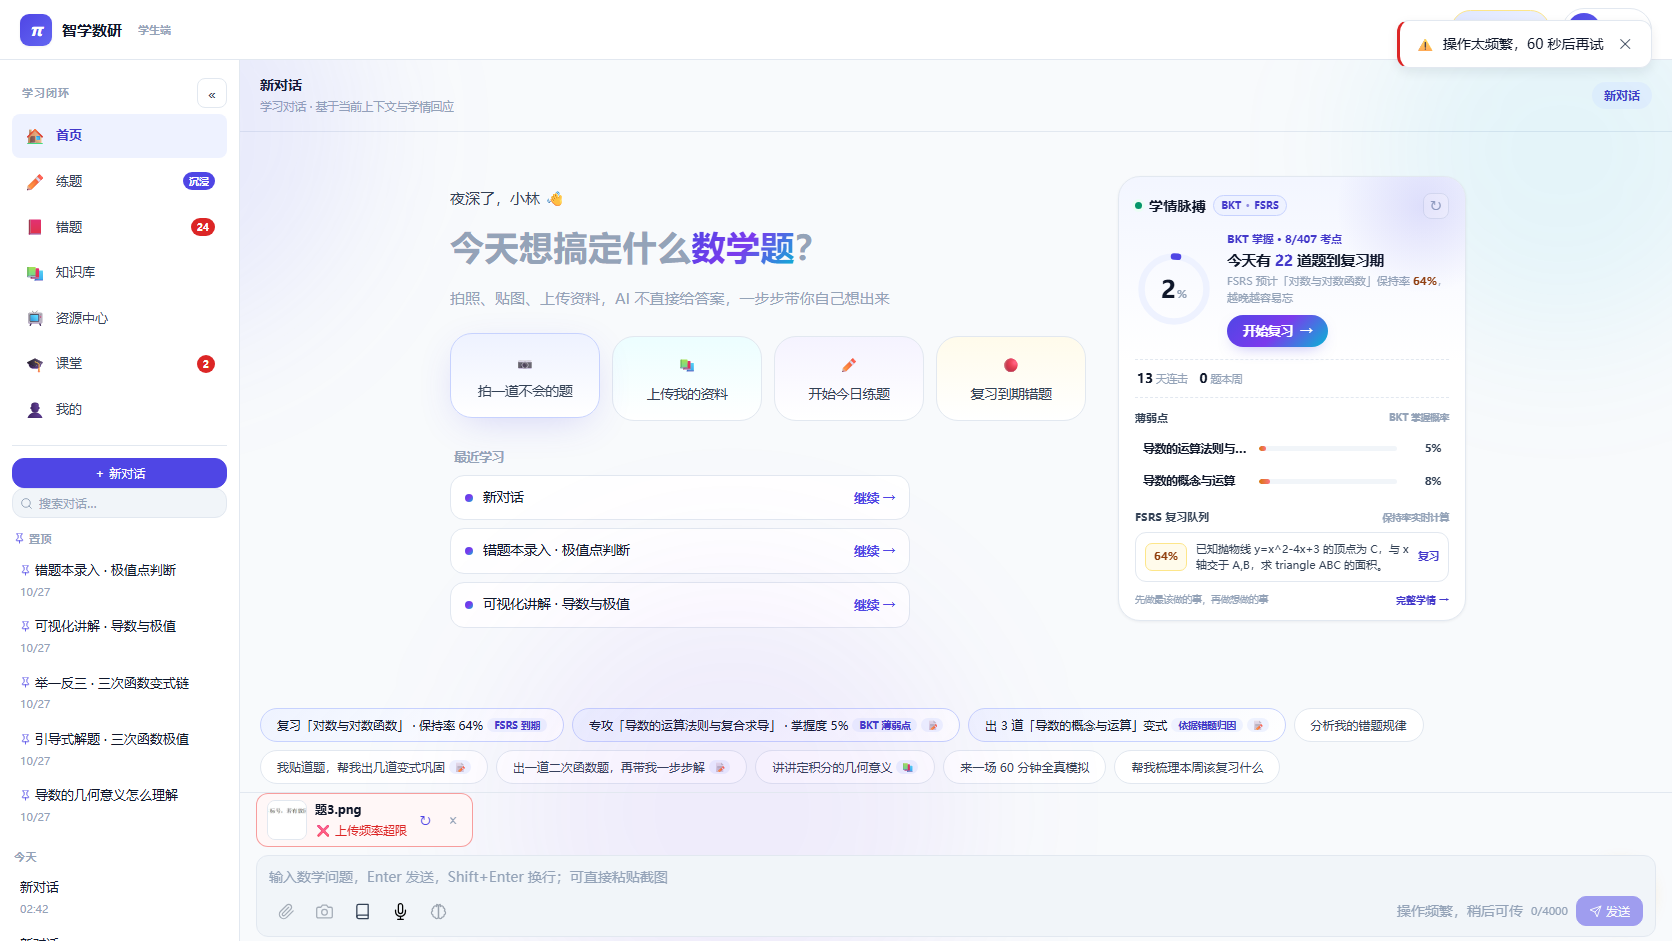 π 智学数研 学生端
⚠ 操作太频繁，60 秒后再试 ×
学习闭环 «
首页
练题 沉浸
错题 24
知识库
资源中心
课堂 2
我的
+ 新对话
搜索对话...
置顶
错题本录入 · 极值点判断
10/27
可视化讲解 · 导数与极值
10/27
举一反三 · 三次函数变式链
10/27
引导式解题 · 三次函数极值
10/27
导数的几何意义怎么理解
10/27
今天
新对话
02:42
新对话
新对话
学习对话 · 基于当前上下文与学情回应
新对话
夜深了，小林 👋
今天想搞定什么数学题？
拍照、贴图、上传资料，AI 不直接给答案，一步步带你自己想出来
拍一道不会的题
上传我的资料
开始今日练题
复习到期错题
最近学习
新对话 继续 →
错题本录入 · 极值点判断 继续 →
可视化讲解 · 导数与极值 继续 →
学情脉搏 BKT · FSRS ↻
2%
BKT 掌握 • 8/407 考点
今天有 22 道题到复习期
FSRS 预计「对数与对数函数」保持率 64%，
越晚越容易忘
开始复习 →
13 天连击 0 题本周
薄弱点 BKT 掌握概率
导数的运算法则与... 5%
导数的概念与运算 8%
FSRS 复习队列 保持率实时计算
64% 已知抛物线 y=x^2-4x+3 的顶点为 C，与 x
轴交于 A,B，求 triangle ABC 的面积。 复习
先做最该做的事，再做想做的事 完整学情 →
复习「对数与对数函数」 · 保持率 64% FSRS 到期
专攻「导数的运算法则与复合求导」 · 掌握度 5% BKT 薄弱点
出 3 道「导数的概念与运算」变式 依据错题归因
分析我的错题规律
我贴道题，帮我出几道变式巩固
出一道二次函数题，再带我一步步解
讲讲定积分的几何意义
来一场 60 分钟全真模拟
帮我梳理本周该复习什么
题3.png
❌ 上传频率超限 ↻ ×
输入数学问题，Enter 发送，Shift+Enter 换行；可直接粘贴截图
操作频繁，稍后可传 0/4000 发送